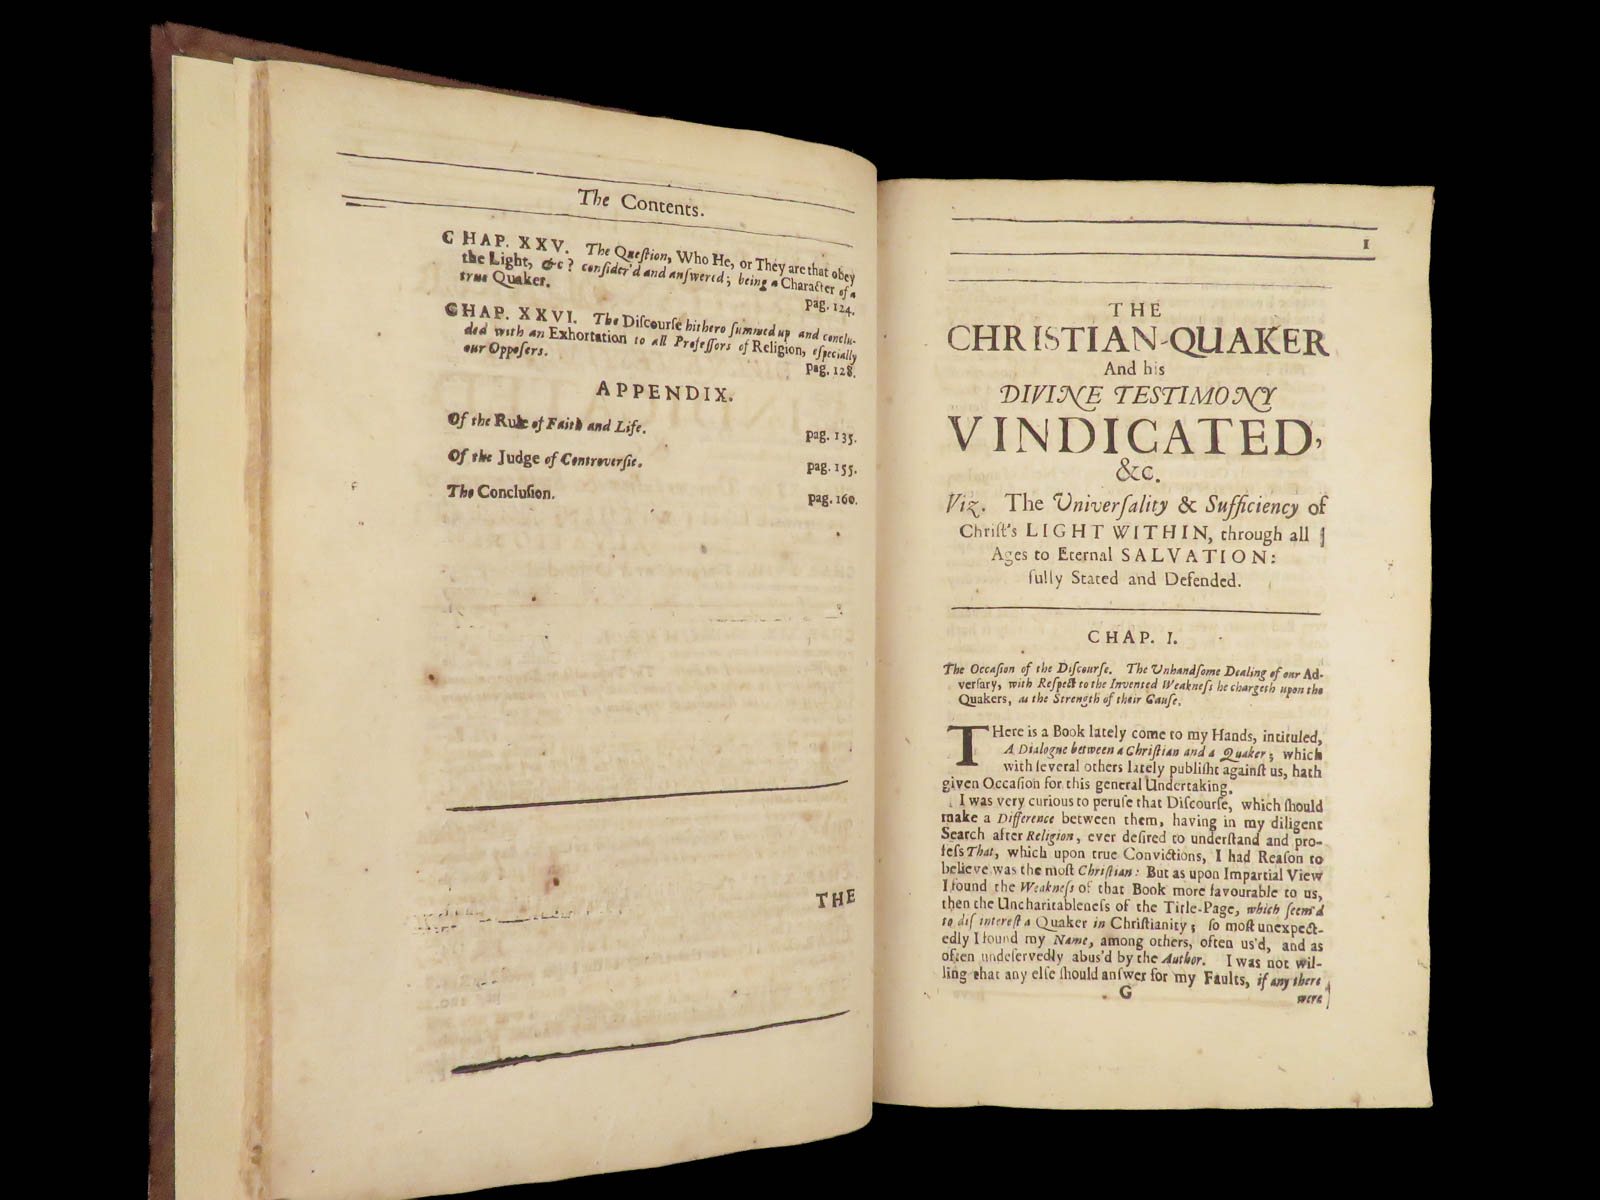 The Contents.
CHAP. XXV. The Queſtion, Who He, or They are that obey
the Light, &c? conſider'd and anſwered; being a Character of a
true Quaker.
pag. 124.
CHAP. XXVI. The Diſcourſe hithero ſummed up and conclu-
ded with an Exhortation to all Profeſſors of Religion, eſpecially
our Oppoſers.
pag. 128.
APPENDIX.
Of the Rule of Faith and Life.
pag. 135.
Of the Judge of Controverſie.
pag. 155.
The Concluſion.
pag. 160.
THE
1
THE
CHRISTIAN-QUAKER
And his
DIVINE TESTIMONY
VINDICATED,
&c.
Viz. The Univerſality & Sufficiency of
Chriſt's LIGHT WITHIN, through all
Ages to Eternal SALVATION:
fully Stated and Defended.
CHAP. I.
The Occaſion of the Diſcourſe. The Unhandſome Dealing of our Ad-
verſary, with Reſpect to the Invented Weakneſs he chargeth upon the
Quakers, as the Strength of their Cauſe.
THere is a Book lately come to my Hands, intituled,
A Dialogue between a Chriſtian and a Quaker; which
with ſeveral others lately publiſht againſt us, hath
given Occaſion for this general Undertaking.
I was very curious to peruſe that Diſcourſe, which ſhould
make a Difference between them, having in my diligent
Search after Religion, ever deſired to underſtand and pro-
feſs That, which upon true Convictions, I had Reaſon to
believe was the moſt Chriſtian: But as upon Impartial View
I found the Weakneſs of that Book more favourable to us,
then the Uncharitableneſs of the Title-Page, which ſeem'd
to diſ intereſt a Quaker in Chriſtianity; ſo moſt unexpect-
edly I found my Name, among others, often us'd, and as
often undeſervedly abus'd by the Author. I was not wil-
ling that any elſe ſhould anſwer for my Faults, if any there
G
were